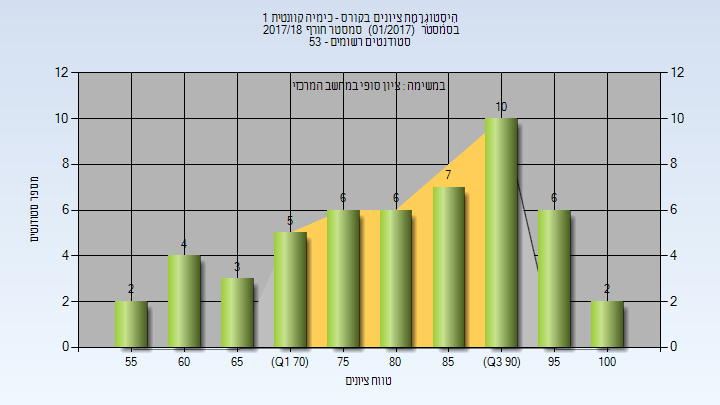 היסטוגרמת ציונים בקורס - כימיה קוונטית 1
בסמסטר (01/2017) סמסטר חורף 2017/18
סטודנטים רשומים - 53
במשימה : ציון סופי במחשב המרכזי
12 12
10 10 10
8 8
7
6 6 6 6 6
5
4 4 4
3
2 2 2 2
0 0
מספר סטודנטים
55 60 65 (Q1 70) 75 80 85 (Q3 90) 95 100
טווח ציונים